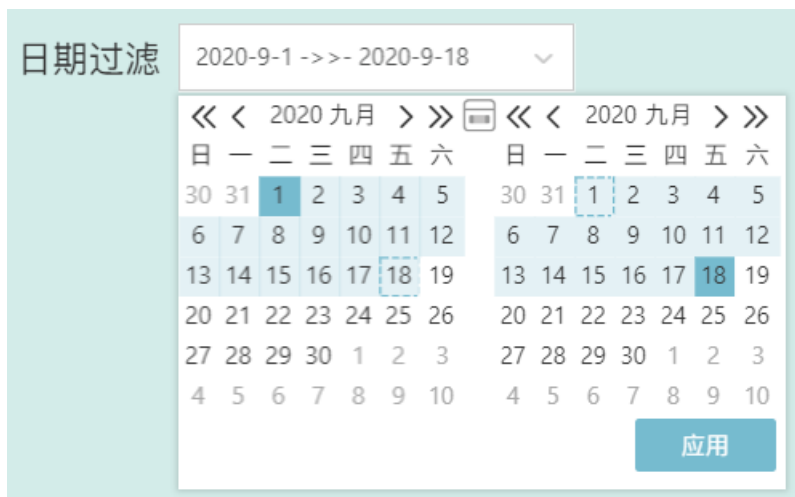 日期过滤 2020-9-1 ->>- 2020-9-18
2020 九月 2020 九月
日 一 二 三 四 五 六 日 一 二 三 四 五 六
30 31 1 2 3 4 5 30 31 1 2 3 4 5
6 7 8 9 10 11 12 6 7 8 9 10 11 12
13 14 15 16 17 18 19 13 14 15 16 17 18 19
20 21 22 23 24 25 26 20 21 22 23 24 25 26
27 28 29 30 1 2 3 27 28 29 30 1 2 3
4 5 6 7 8 9 10 4 5 6 7 8 9 10
应用